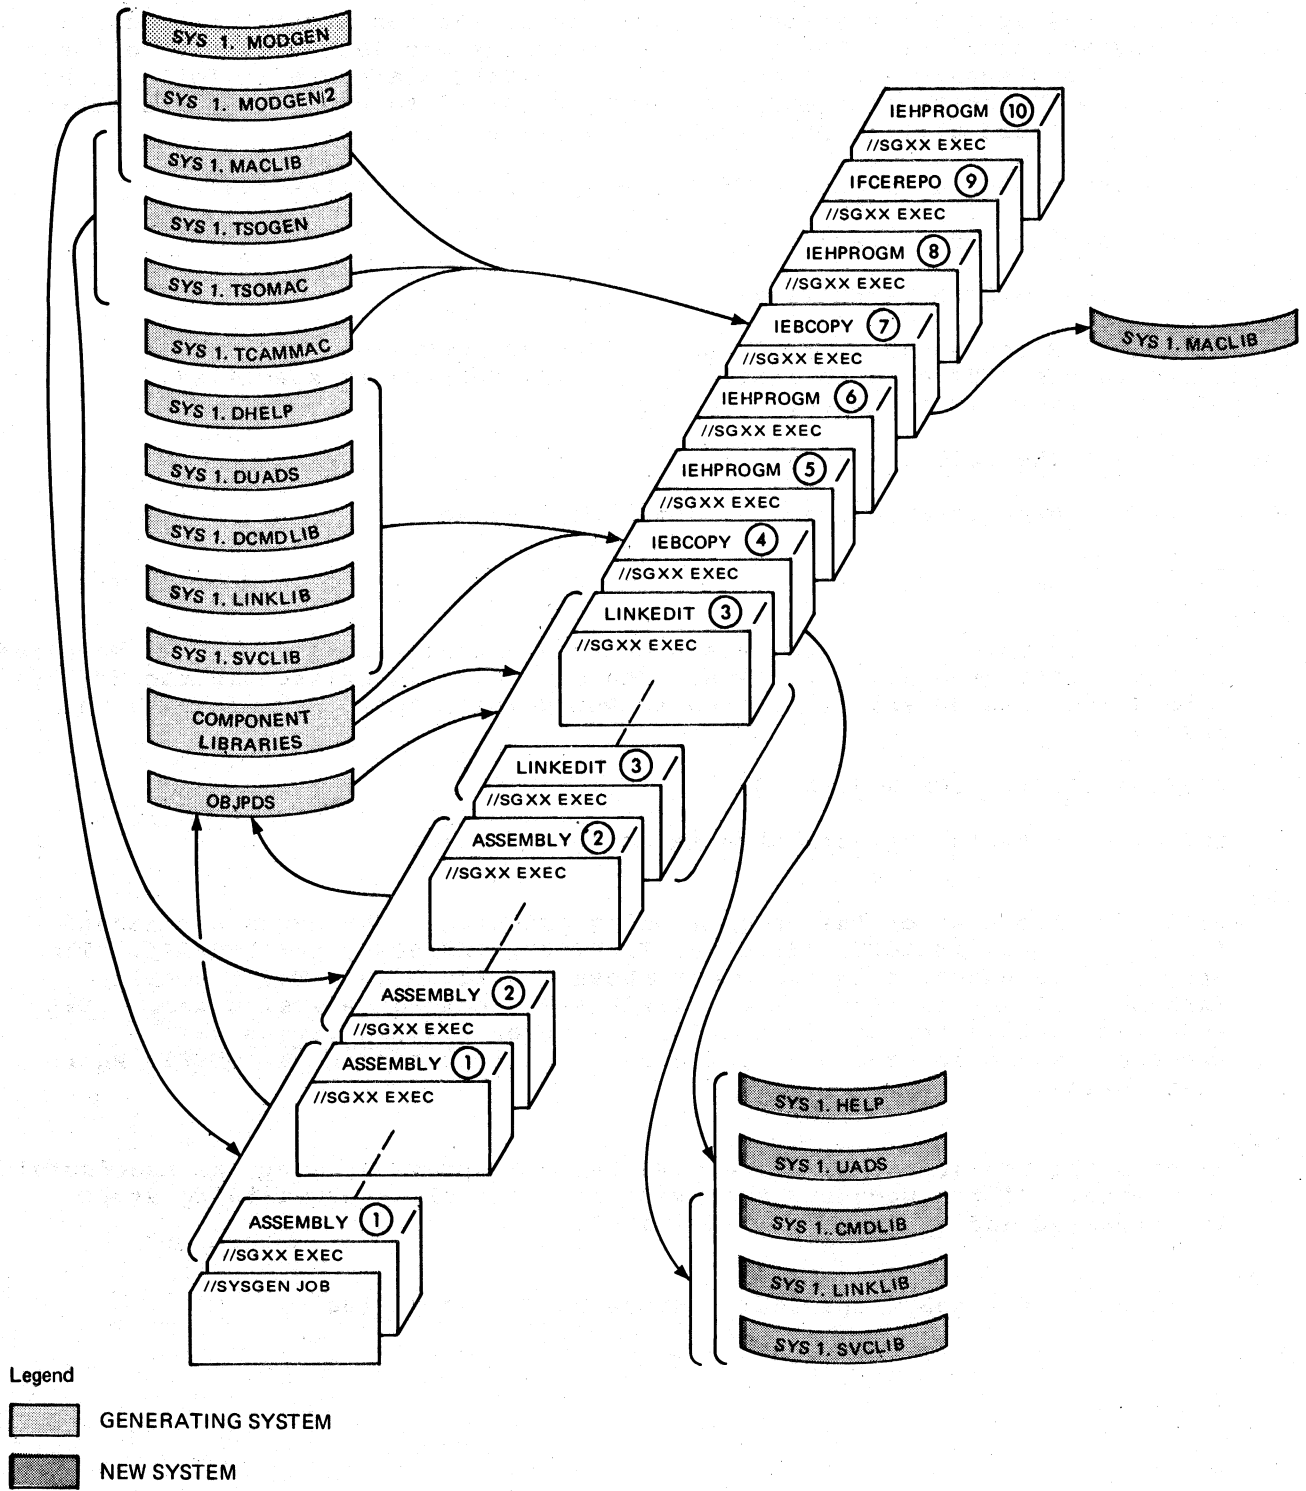 SYS 1. MODGEN
SYS 1. MODGEN2
SYS 1. MACLIB
SYS 1. TSOGEN
SYS 1. TSOMAC
SYS 1. TCAMMAC
SYS 1. DHELP
SYS 1. DUADS
SYS 1. DCMDLIB
SYS 1. LINKLIB
SYS 1. SVCLIB
COMPONENT
LIBRARIES
OBJPDS
IEHPROGM 10
//SGXX EXEC
IFCEREPO 9
//SGXX EXEC
IEHPROGM 8
//SGXX EXEC
IEBCOPY 7
//SGXX EXEC
IEHPROGM 6
//SGXX EXEC
IEHPROGM 5
//SGXX EXEC
IEBCOPY 4
//SGXX EXEC
LINKEDIT 3
//SGXX EXEC
LINKEDIT 3
//SGXX EXEC
ASSEMBLY 2
//SGXX EXEC
ASSEMBLY 2
//SGXX EXEC
ASSEMBLY 1
//SGXX EXEC
ASSEMBLY 1
//SGXX EXEC
//SYSGEN JOB
SYS 1. MACLIB
SYS 1. HELP
SYS 1. UADS
SYS 1.. CMDLIB
SYS 1. LINKLIB
SYS 1. SVCLIB
Legend
GENERATING SYSTEM
NEW SYSTEM